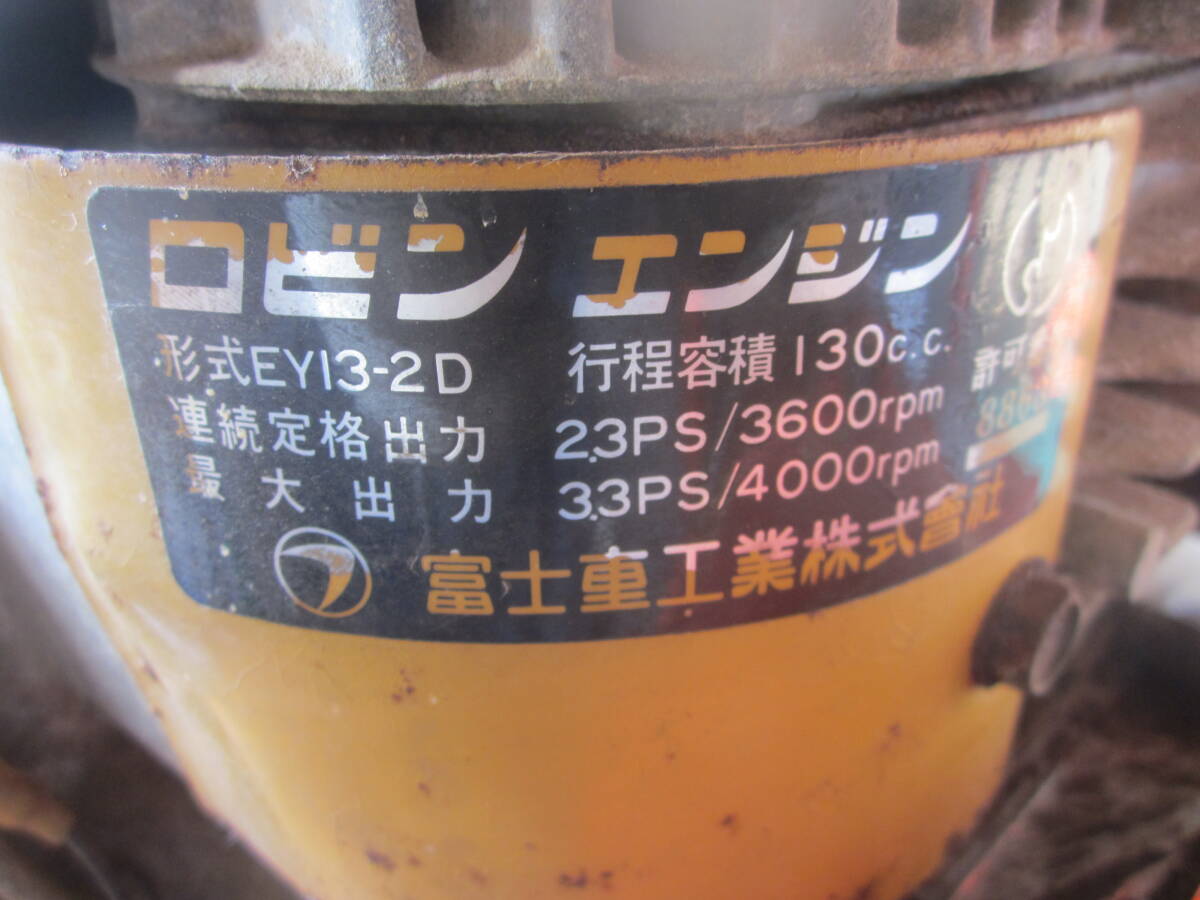 ロビン エンジン
形式EY13-2D 行程容積 130c.c.
連続定格出力 2.3PS/3600rpm
最大出力 3.3PS/4000rpm
富士重工業株式會社
許可